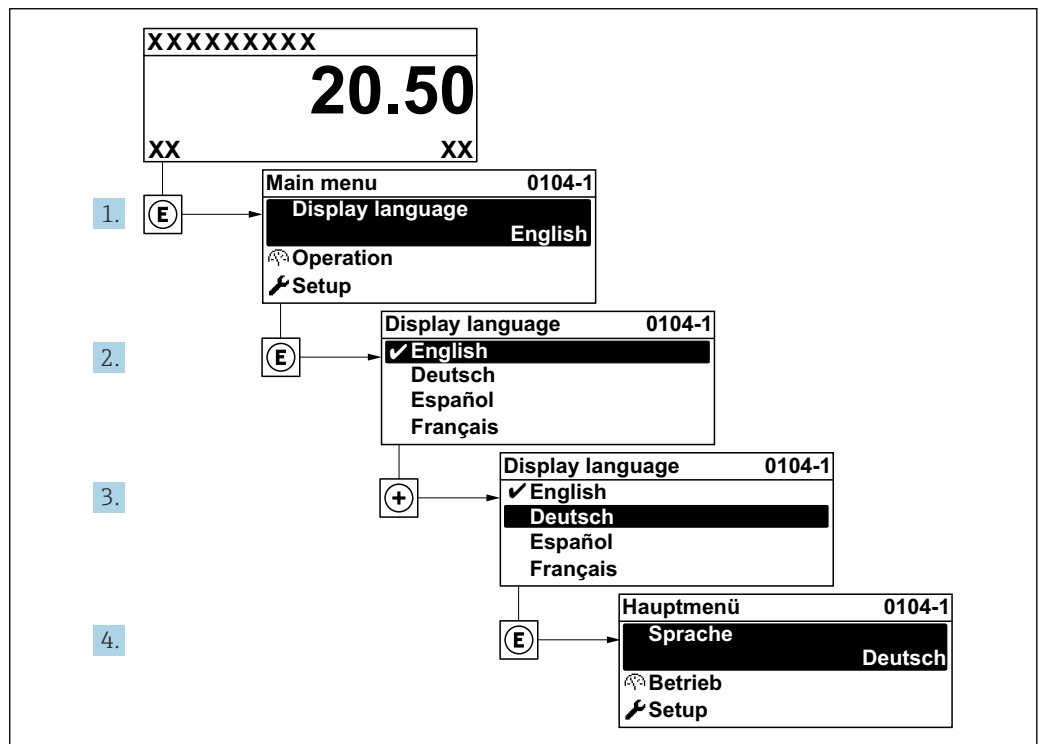 XXXXXXXXX
20.50
XX XX
1. E
Main menu 0104-1
Display language
English
Operation
Setup
2. E
Display language 0104-1
✔ English
Deutsch
Español
Français
3. +
Display language 0104-1
✔ English
Deutsch
Español
Français
4. E
Hauptmenü 0104-1
Sprache
Deutsch
Betrieb
Setup